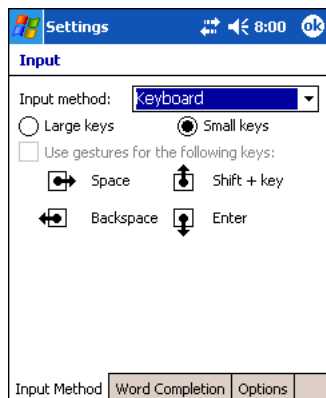 Settings 8:00 ok
Input
Input method: Keyboard
Large keys Small keys
Use gestures for the following keys:
Space Shift + key
Backspace Enter
Input Method Word Completion Options